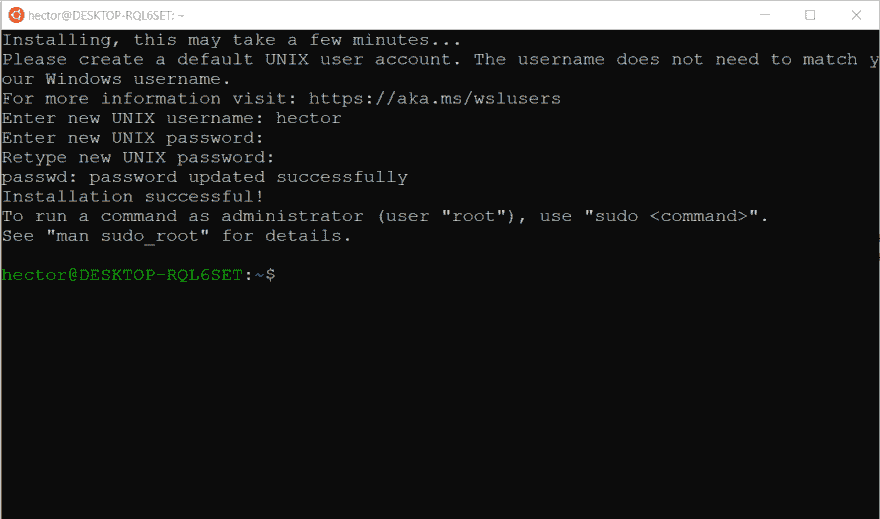 hector@DESKTOP-RQL6SET: ~
Installing, this may take a few minutes...
Please create a default UNIX user account. The username does not need to match y
our Windows username.
For more information visit: https://aka.ms/wslusers
Enter new UNIX username: hector
Enter new UNIX password:
Retype new UNIX password:
passwd: password updated successfully
Installation successful!
To run a command as administrator (user "root"), use "sudo <command>".
See "man sudo_root" for details.
hector@DESKTOP-RQL6SET:~$